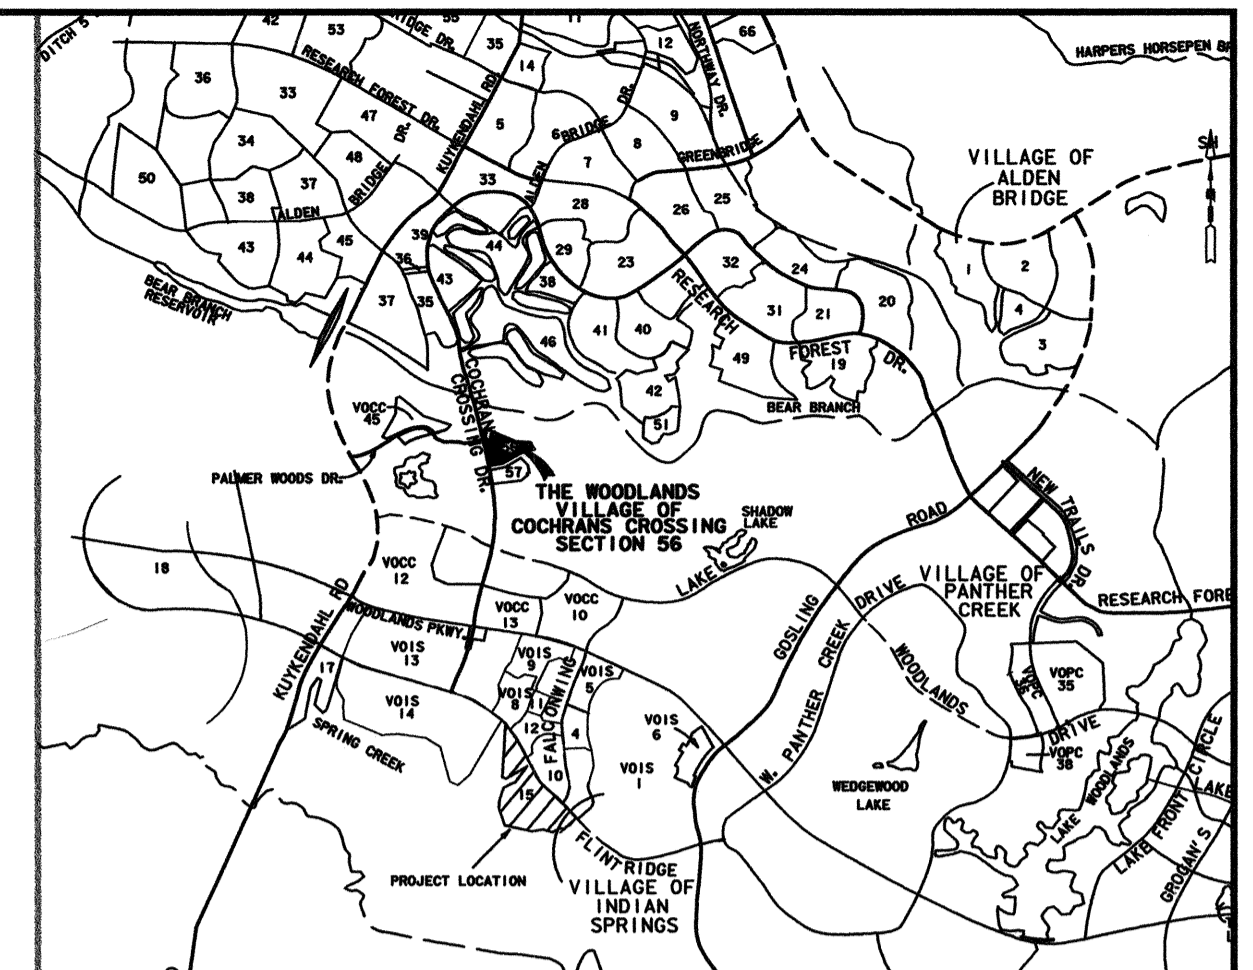 DITCH 5
42
53
55
RIDGE DR.
35
11
12
NORTHWAY DR.
66
HARPERS HORSEPEN BR
14
36
33
RESEARCH FOREST DR.
47
DR.
KUYKENDAHL RD.
5
6
BRIDGE
DR.
9
8
7
GREENBRIDGE
34
48
BRIDGE
50
38
37
ALDEN
33
ALDEN
28
26
25
VILLAGE OF
ALDEN
BRIDGE
SH
43
44
45
39
36
44
29
23
43
38
32
24
1
2
4
3
BEAR BRANCH
RESERVOIR
37
35
RESEARCH
31
21
20
46
41
40
49
FOREST
DR.
19
42
51
BEAR BRANCH
COCHRANS
CROSSING DR.
VOCC
45
57
PALMER WOODS DR.
THE WOODLANDS
VILLAGE OF
COCHRANS CROSSING
SECTION 56
SHADOW
LAKE
ROAD
NEW TRAILS DR.
LAKE
18
VOCC
12
VOCC
13
VOCC
10
WOODLANDS PKWY.
KUYKENDAHL RD
GOSLING
DRIVE
VILLAGE OF
PANTHER
CREEK
RESEARCH FORE
VOIS
13
17
VOIS
14
VOIS
9
VOIS
8
11
12
10
FALCONWING
VOIS
5
4
VOIS
6
VOIS
1
CREEK
PANTHER
W.
WOODLANDS
VOPC
36
VOPC
35
DRIVE
VOPC
38
SPRING CREEK
15
WEDGEWOOD
LAKE
LAKE WOODLANDS
LAKE FRONT CIRCLE
LAKE
GROGAN'S
PROJECT LOCATION
FLINTRIDGE
VILLAGE OF
INDIAN
SPRINGS